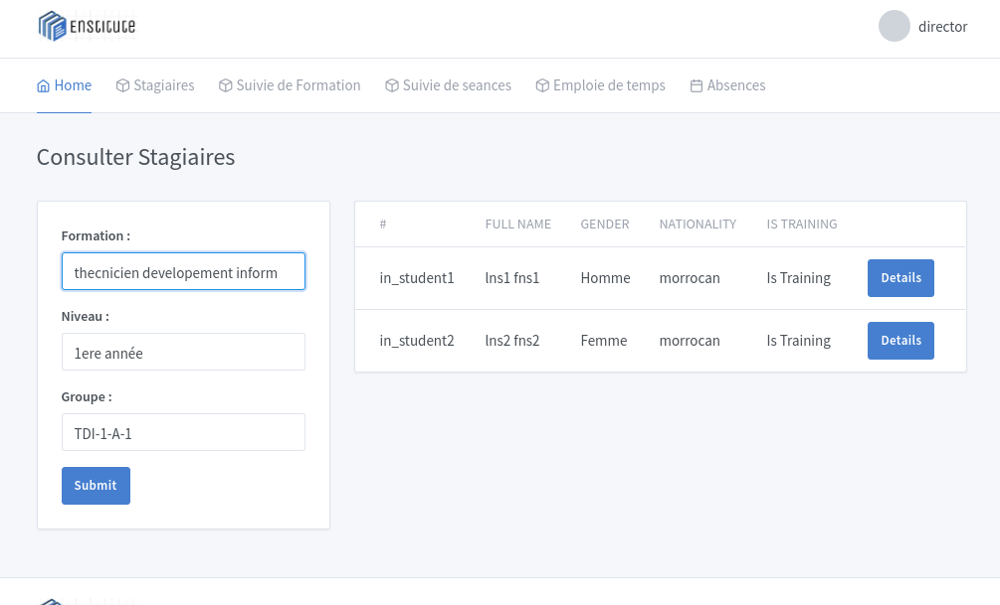 Enstitute
director
Home Stagiaires Suivie de Formation Suivie de seances Emploie de temps Absences
Consulter Stagiaires
Formation :
thecnicien developement inform
Niveau :
1ere année
Groupe :
TDI-1-A-1
Submit
# FULL NAME GENDER NATIONALITY IS TRAINING
in_student1 lns1 fns1 Homme morrocan Is Training Details
in_student2 lns2 fns2 Femme morrocan Is Training Details